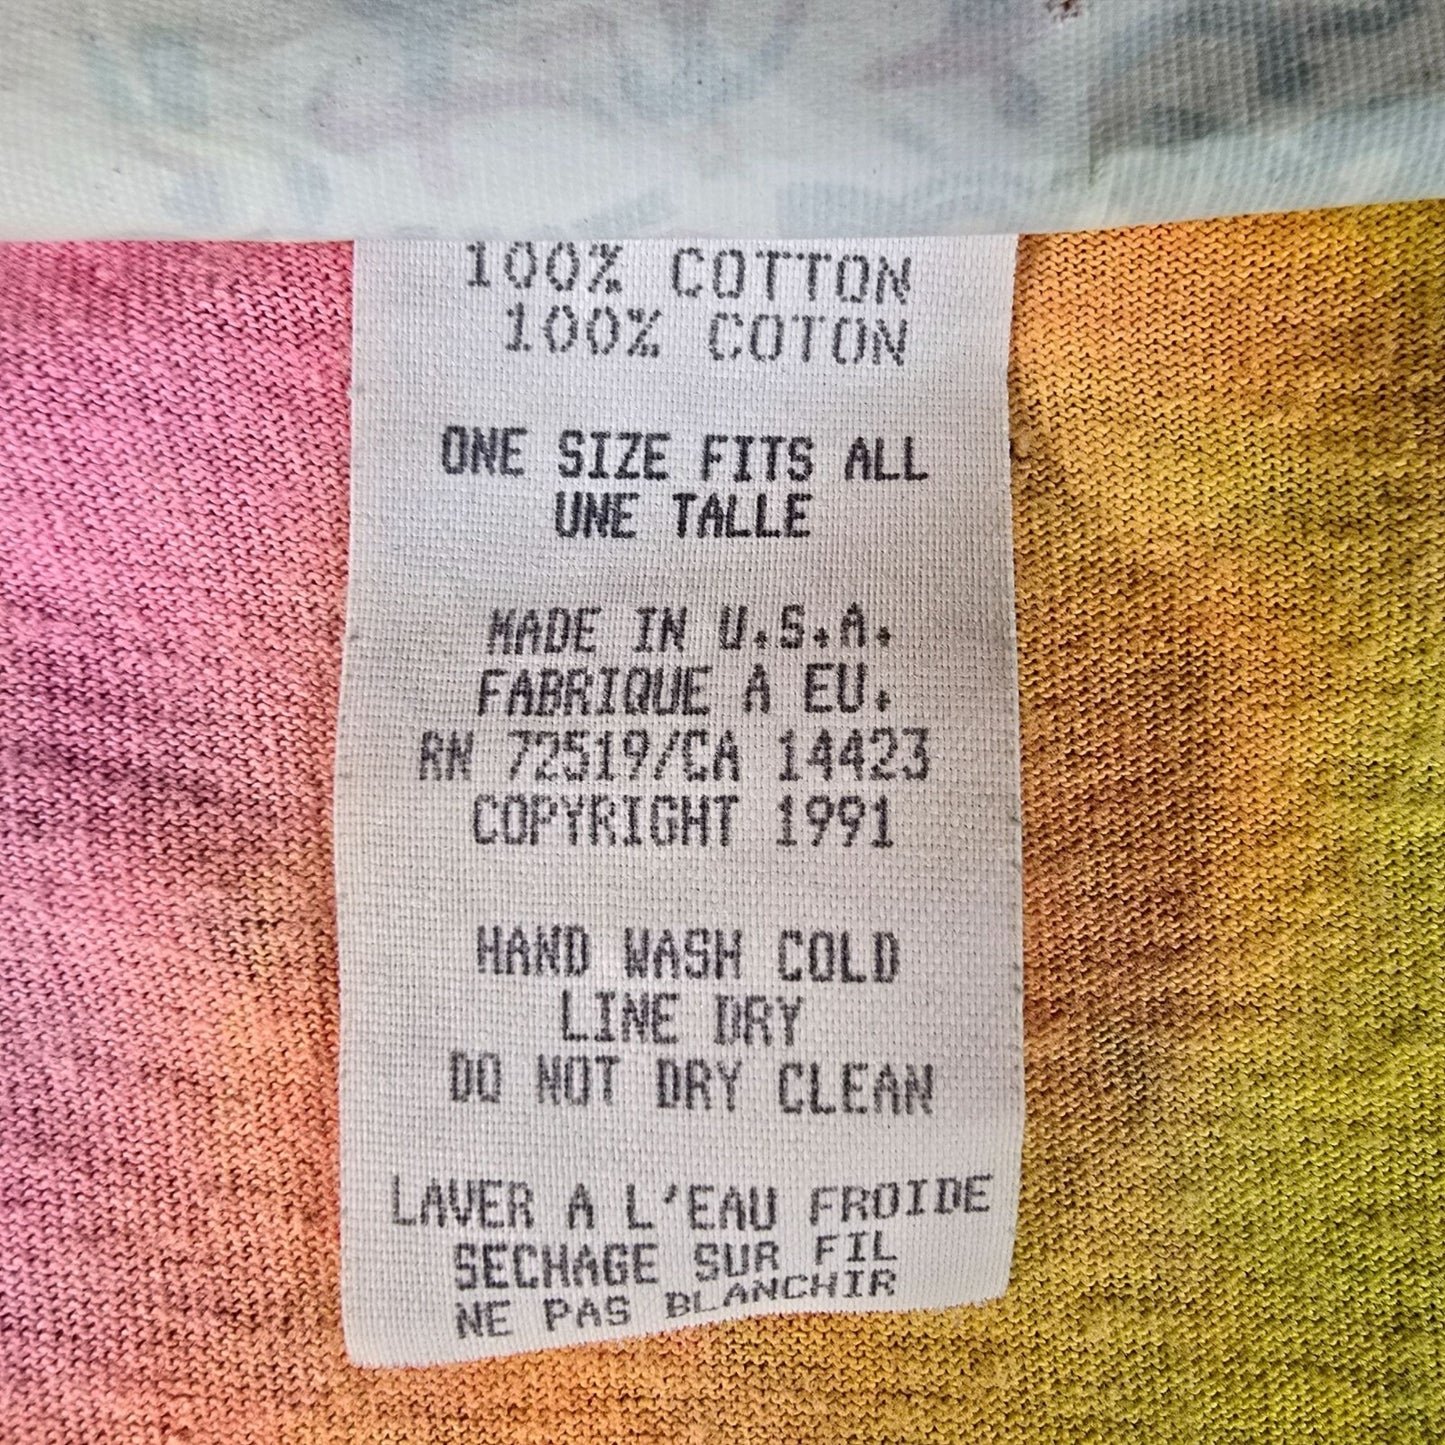 100% COTTON
100% COTON
ONE SIZE FITS ALL
UNE TALLE
MADE IN U.S.A.
FABRIQUE A EU.
RN 72519/CA 14423
COPYRIGHT 1991
HAND WASH COLD
LINE DRY
DO NOT DRY CLEAN
LAVER A L'EAU FROIDE
SECHAGE SUR FIL
NE PAS BLANCHIR